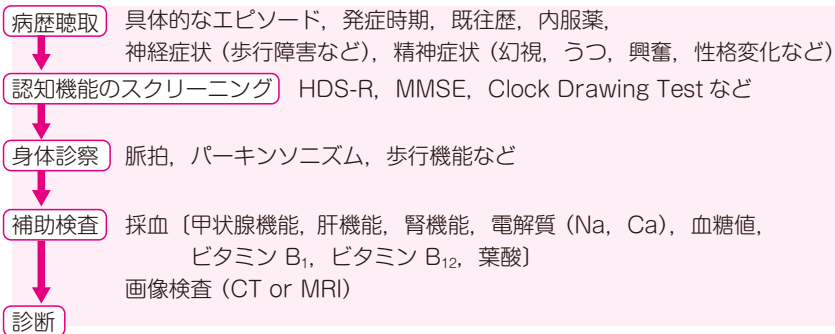 病歴聴取 具体的なエピソード，発症時期，既往歴，内服薬，
神経症状（歩行障害など），精神症状（幻視，うつ，興奮，性格変化など）
認知機能のスクリーニング HDS-R，MMSE，Clock Drawing Test など
身体診察 脈拍，パーキンソニズム，歩行機能など
補助検査 採血〔甲状腺機能，肝機能，腎機能，電解質（Na，Ca），血糖値，
ビタミン B₁，ビタミン B₁₂，葉酸〕
画像検査（CT or MRI）
診断